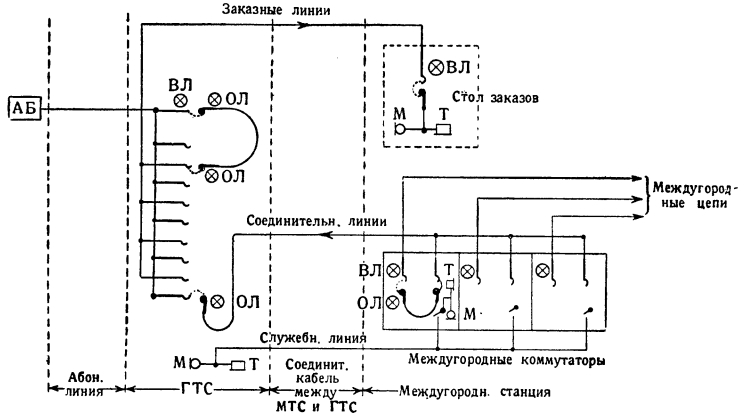 Заказные линии
ВЛ
ВЛ
ОЛ
АБ
Стол заказов
М
Т
ОЛ
Междугород-
ные цепи
Соединительн. линии
ВЛ
Т
ОЛ
ОЛ
М
Служебн. линия
М
Т
Междугородные коммутаторы
Абон.
линия
ГТС
Соединит.
кабель
между
МТС и ГТС
Междугородн. станция